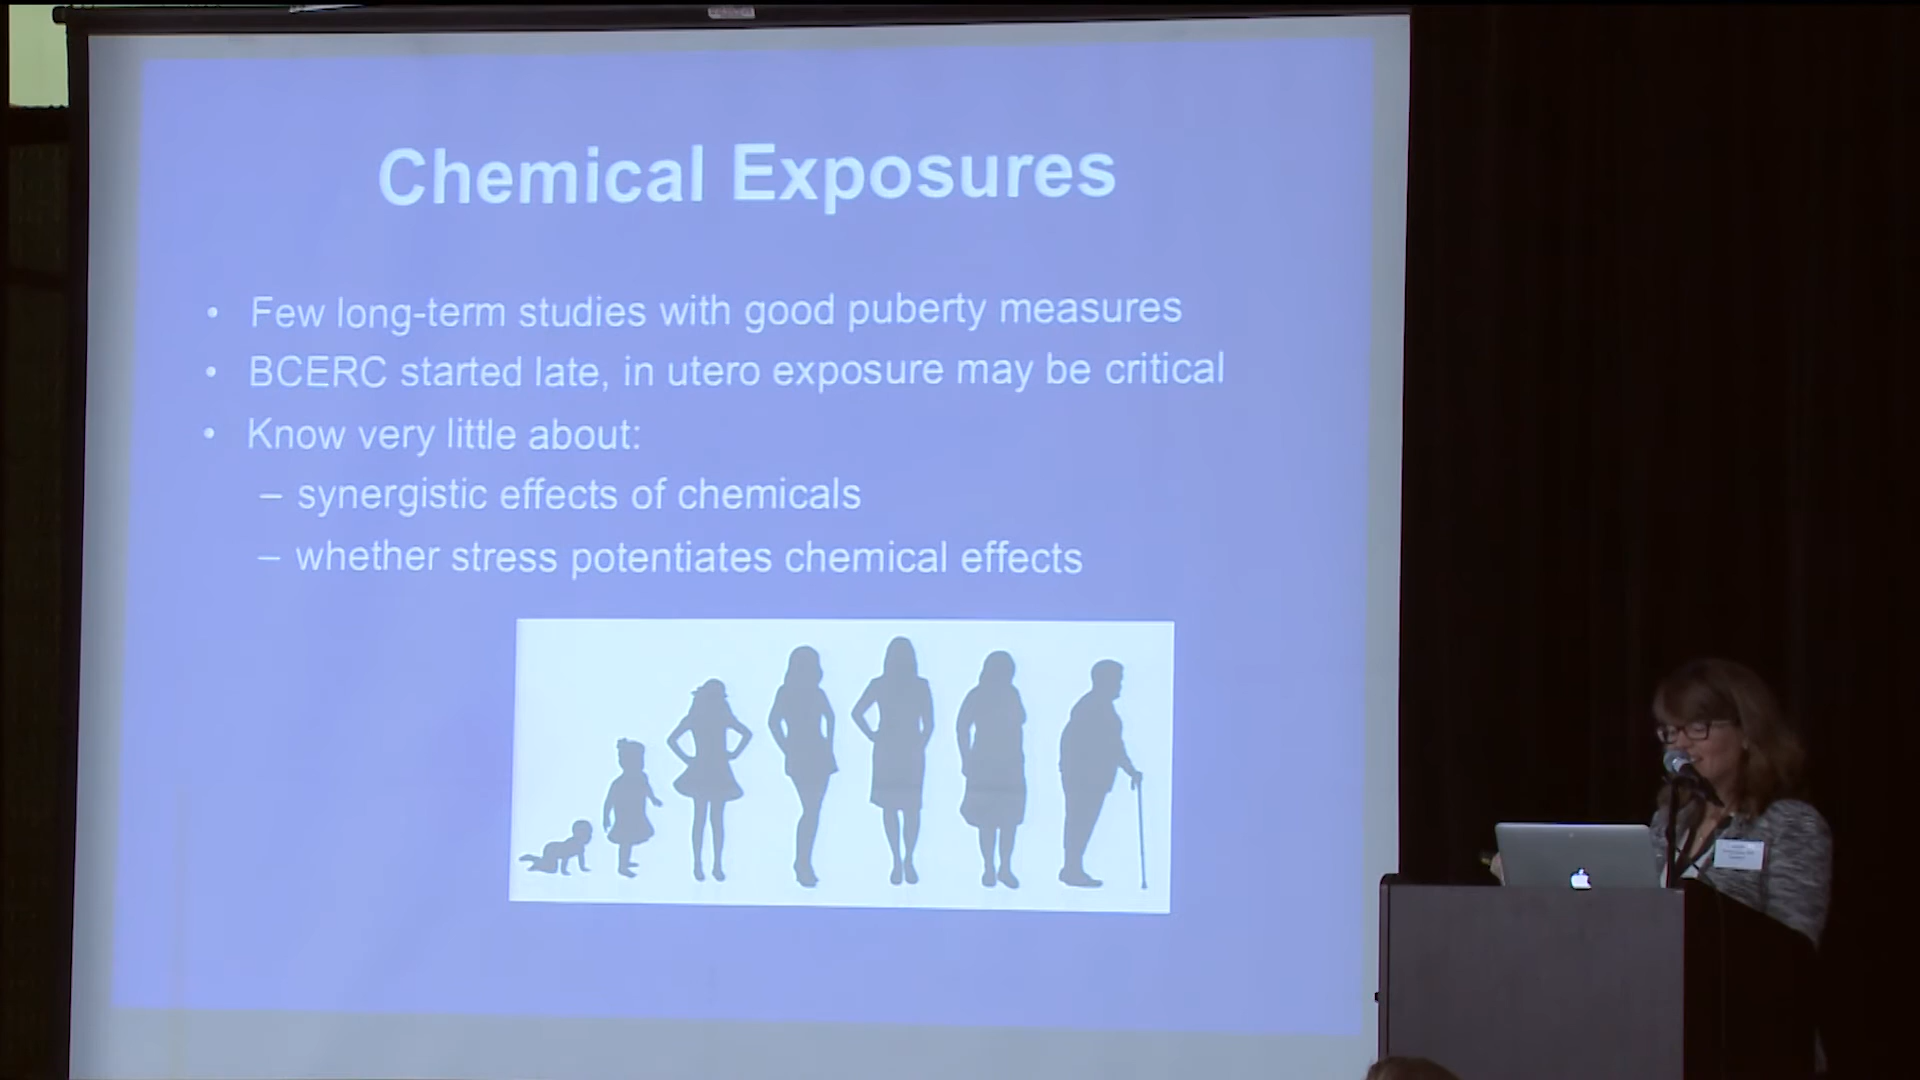 Chemical Exposures
• Few long-term studies with good puberty measures
• BCERC started late, in utero exposure may be critical
• Know very little about:
– synergistic effects of chemicals
– whether stress potentiates chemical effects